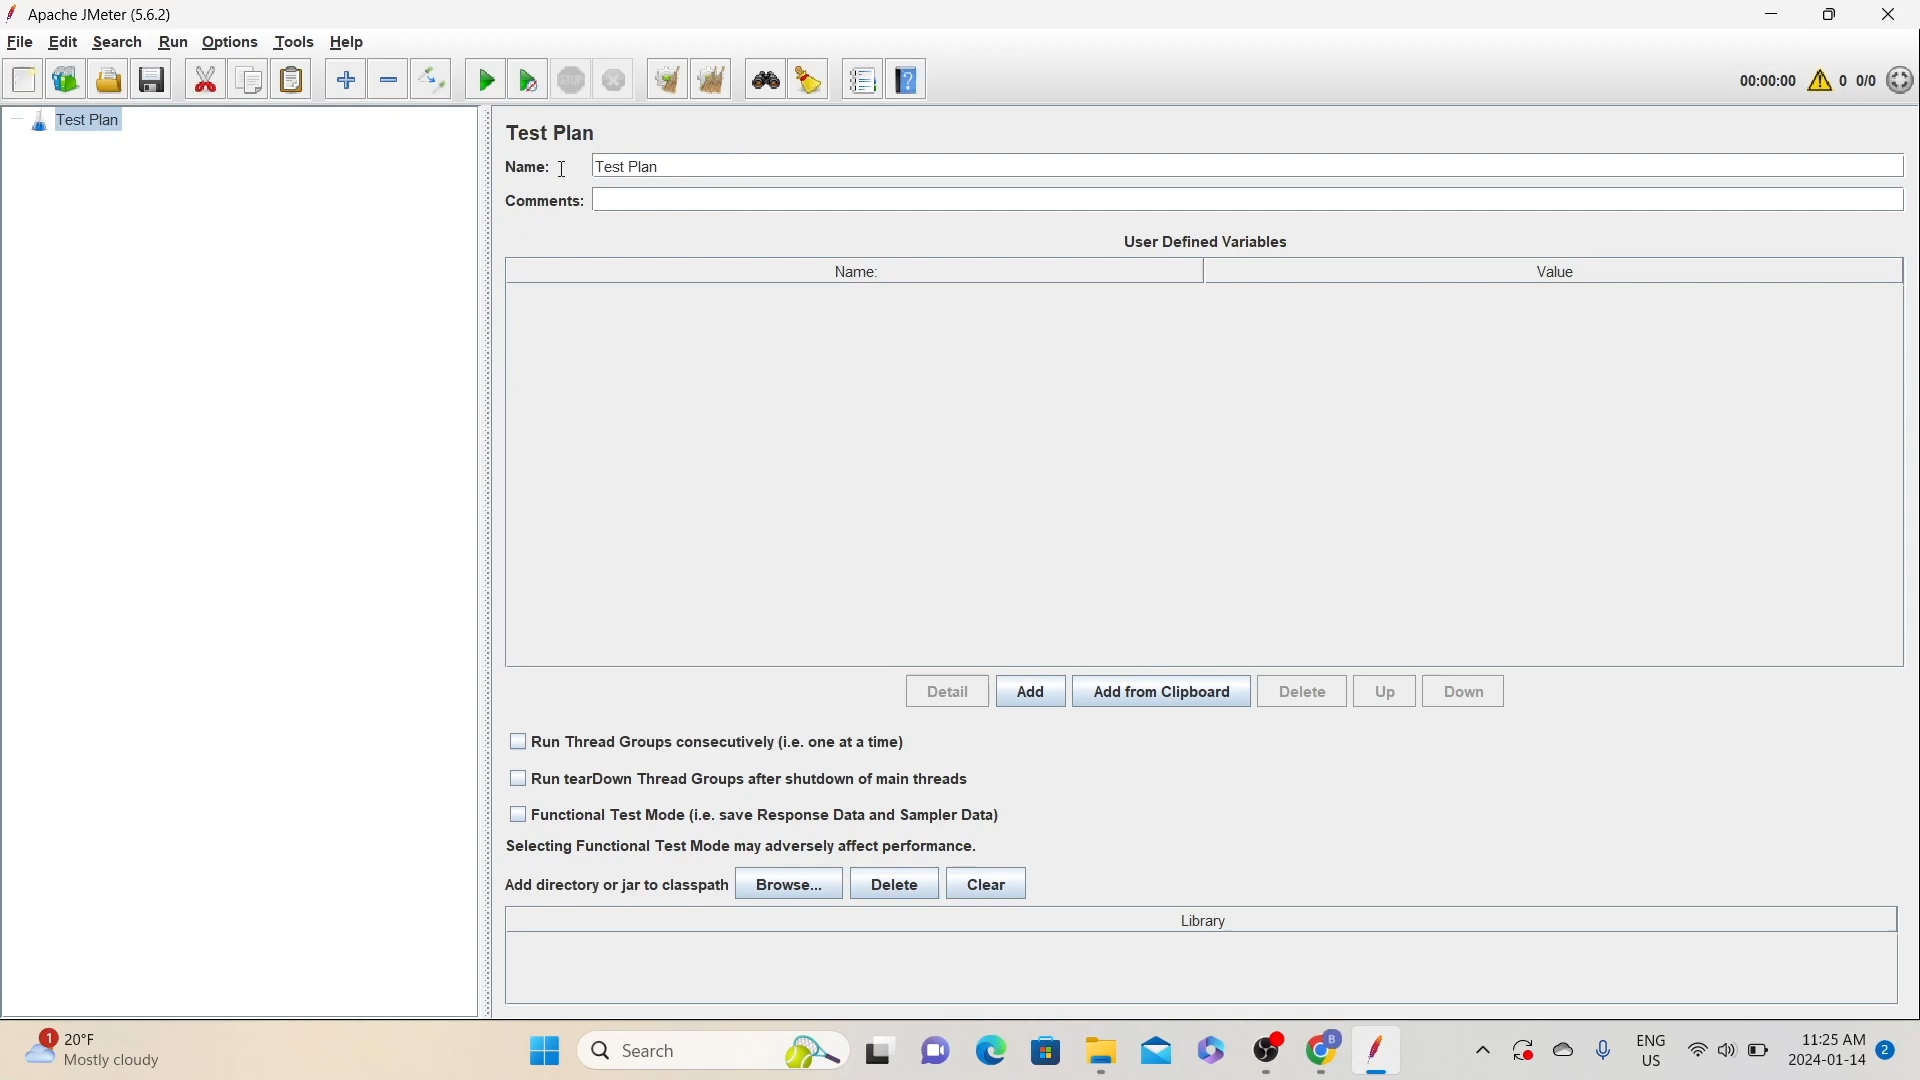 Apache JMeter (5.6.2)
File Edit Search Run Options Tools Help
STOP
00:00:00 0 0/0
Test Plan
Test Plan
Name: Test Plan
Comments:
User Defined Variables
Name: Value
Detail Add Add from Clipboard Delete Up Down
Run Thread Groups consecutively (i.e. one at a time)
Run tearDown Thread Groups after shutdown of main threads
Functional Test Mode (i.e. save Response Data and Sampler Data)
Selecting Functional Test Mode may adversely affect performance.
Add directory or jar to classpath Browse... Delete Clear
Library
1 20°F
Mostly cloudy
Search
B
ENG
US
11:25 AM
2024-01-14
2